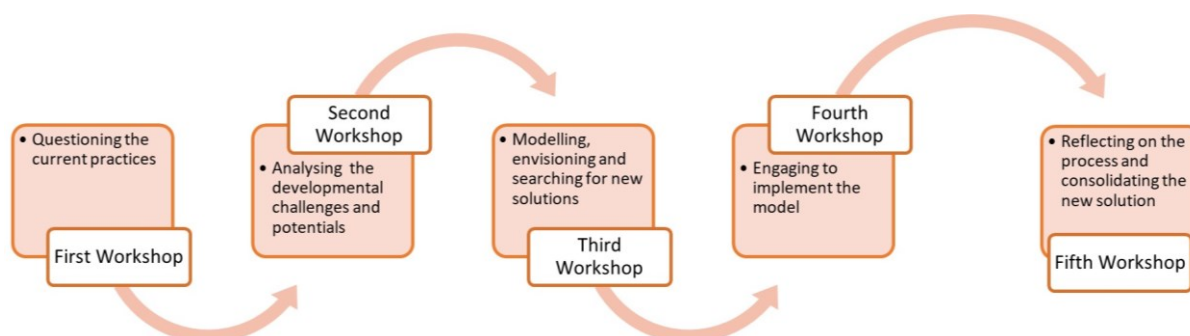 • Questioning the
current practices
First Workshop
Second
Workshop
• Analysing the
developmental
challenges and
potentials
• Modelling,
envisioning and
searching for new
solutions
Third
Workshop
Fourth
Workshop
• Engaging to
implement the
model
• Reflecting on the
process and
consolidating the
new solution
Fifth Workshop